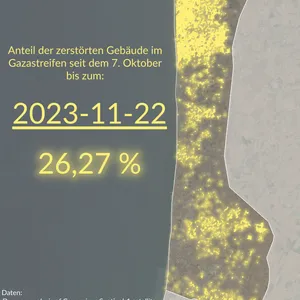 Anteil der zerstörten Gebäude im
Gazastreifen seit dem 7. Oktober
bis zum:
2023-11-22
26,27 %
Daten: